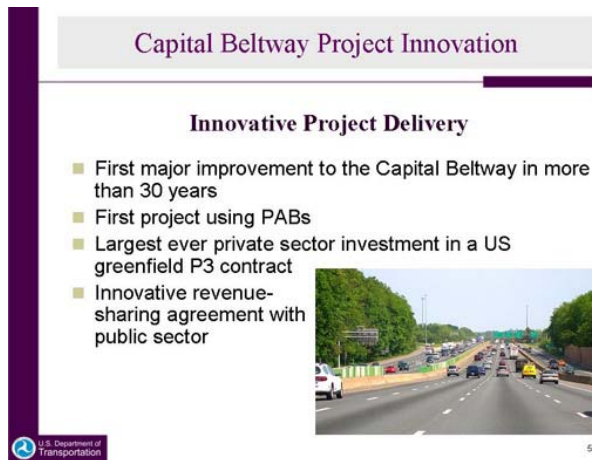 Capital Beltway Project Innovation
Innovative Project Delivery
First major improvement to the Capital Beltway in more
than 30 years
First project using PABs
Largest ever private sector investment in a US
greenfield P3 contract
Innovative revenue-
sharing agreement with
public sector
U.S. Department of
Transportation
5